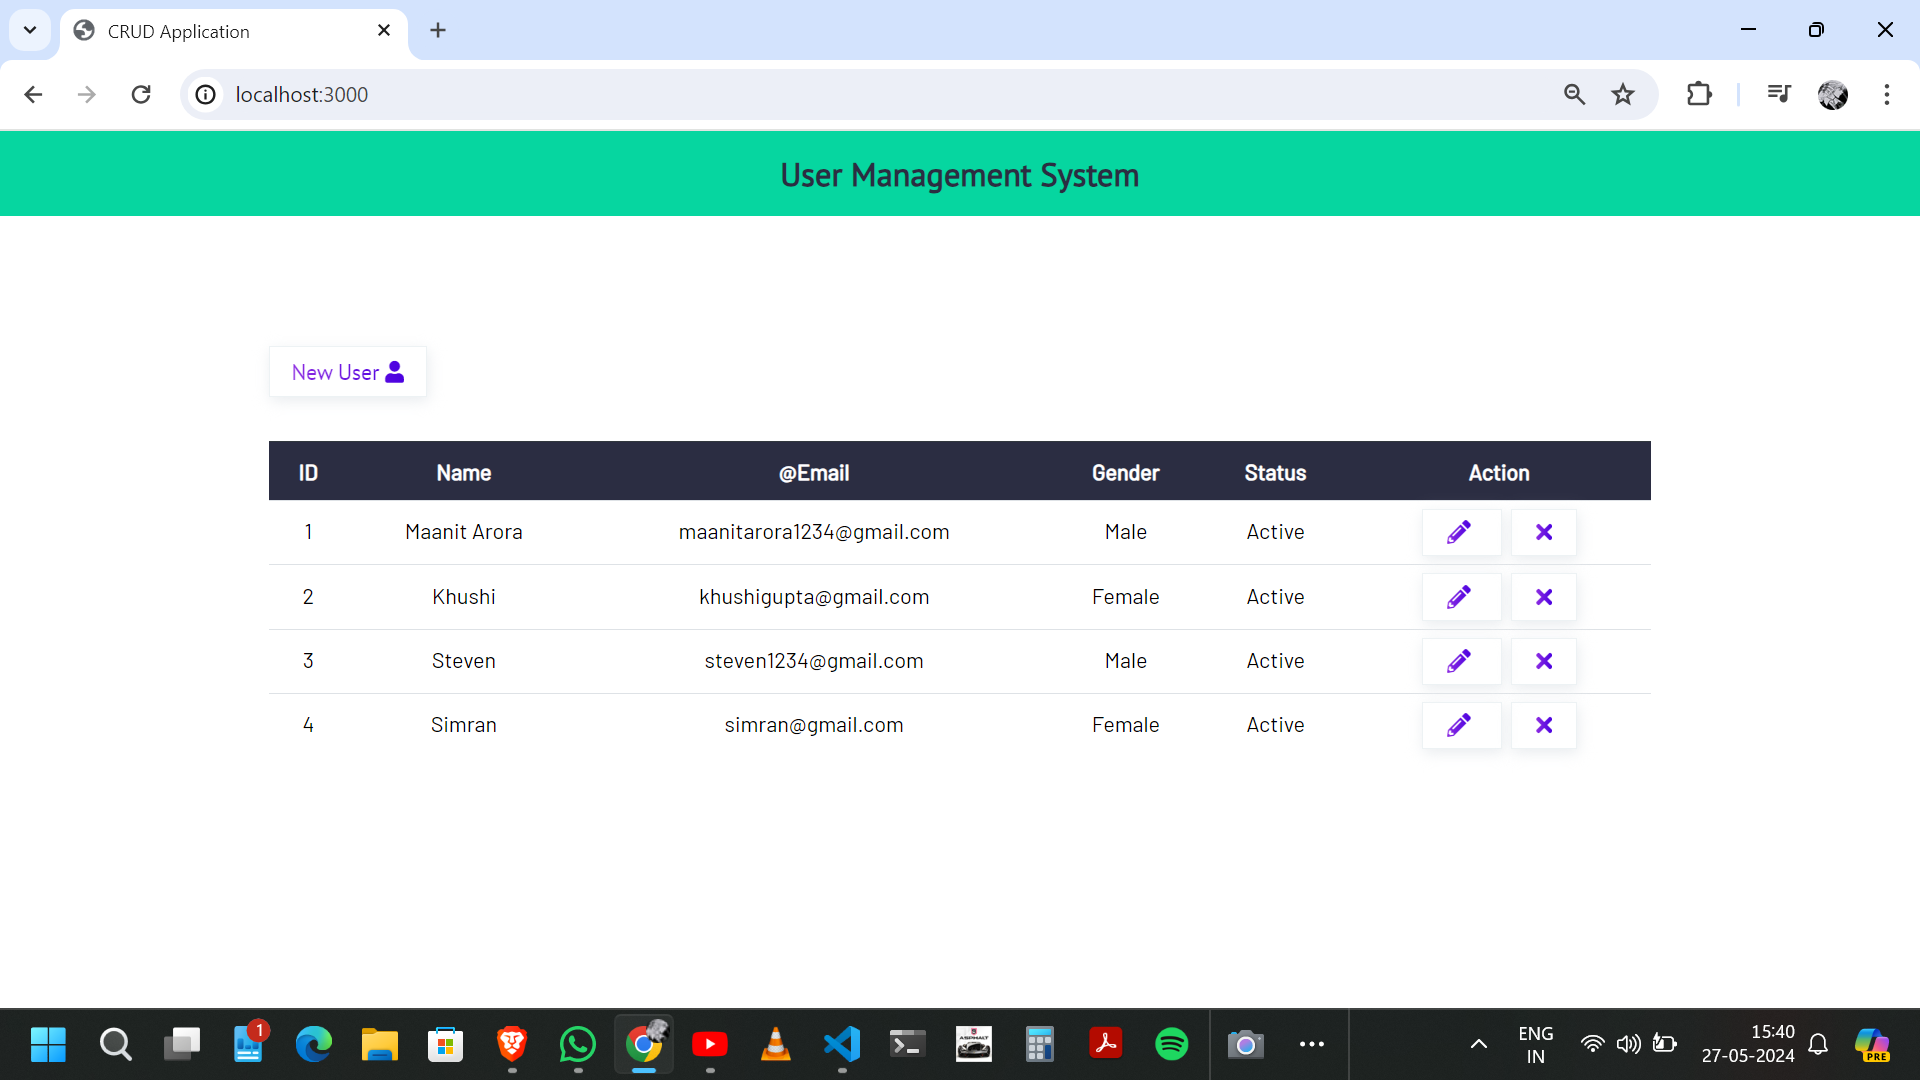 CRUD Application
localhost:3000
User Management System
New User
ID Name @Email Gender Status Action
1 Maanit Arora maanitarora1234@gmail.com Male Active
2 Khushi khushigupta@gmail.com Female Active
3 Steven steven1234@gmail.com Male Active
4 Simran simran@gmail.com Female Active
1
ASPHALT
ENG
IN
15:40
27-05-2024
PRE